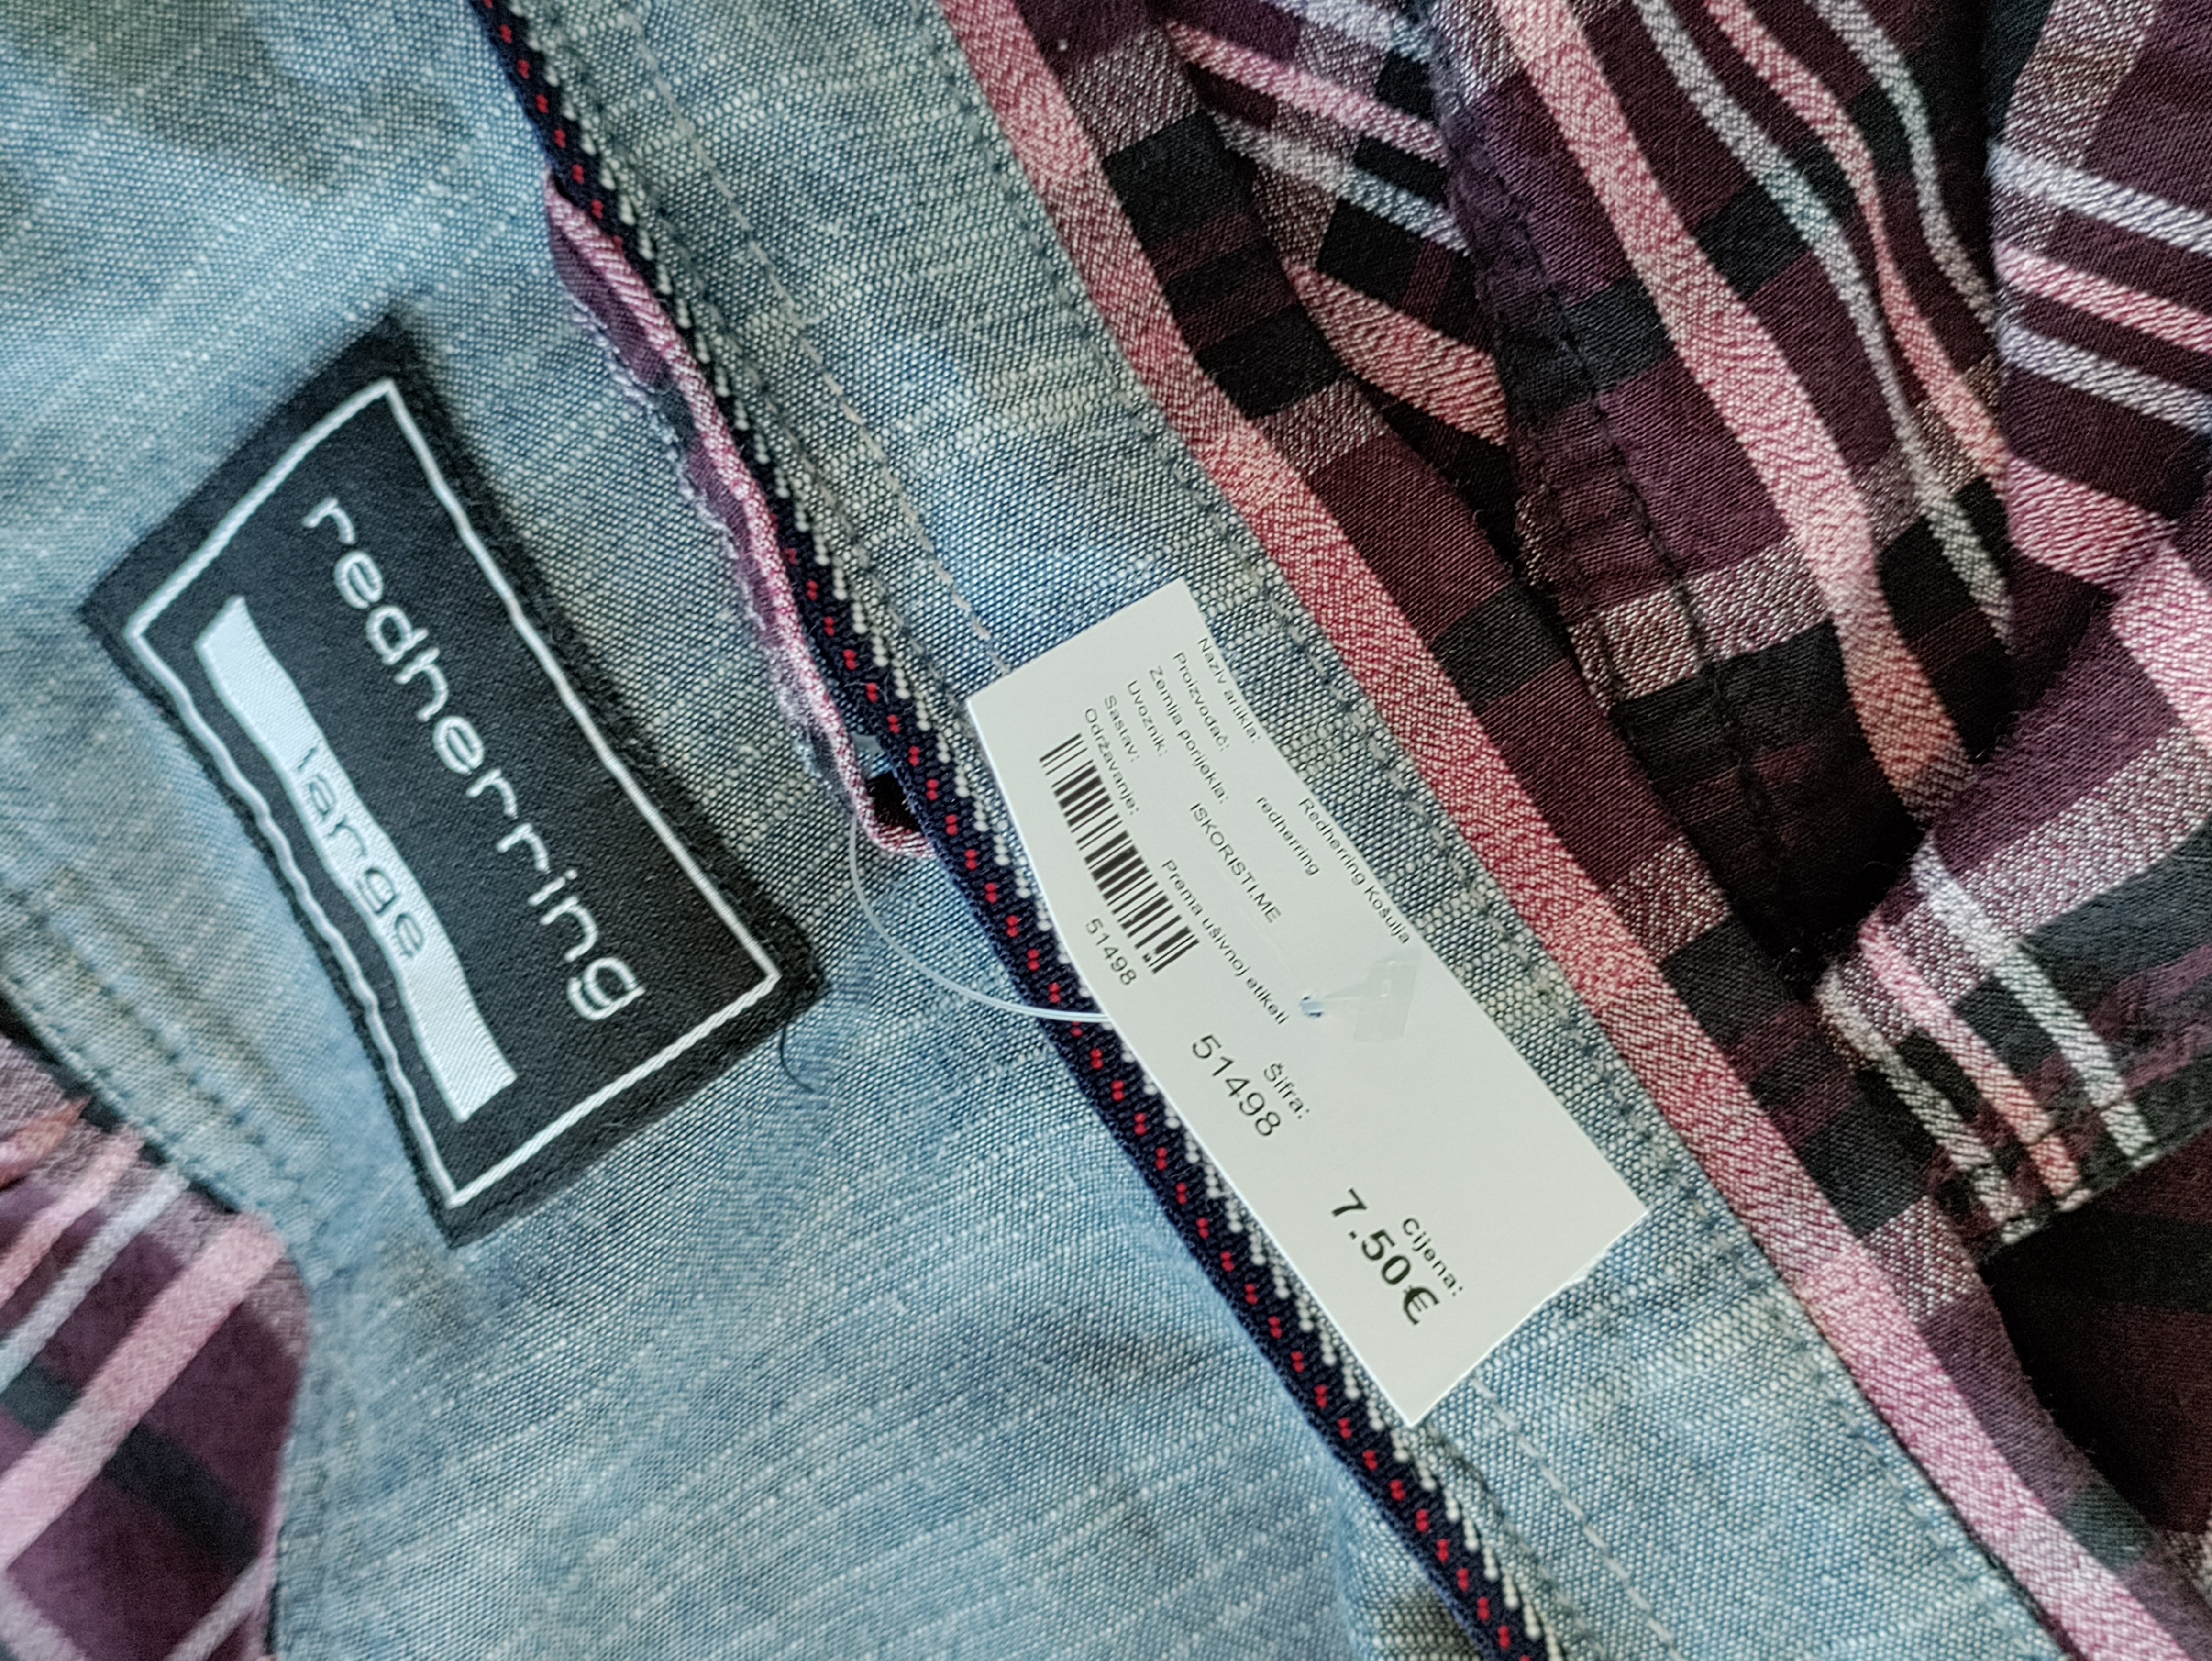 redherring
large
Naziv artikla: Redherring Košulja
Proizvođač: redherring
Zemlja porijekla:
Uvoznik: ISKORISTI.ME
Sastav:
Održavanje: Prema ušivnoj etiketi
51498
Šifra:
51498
Cijena:
7.50€